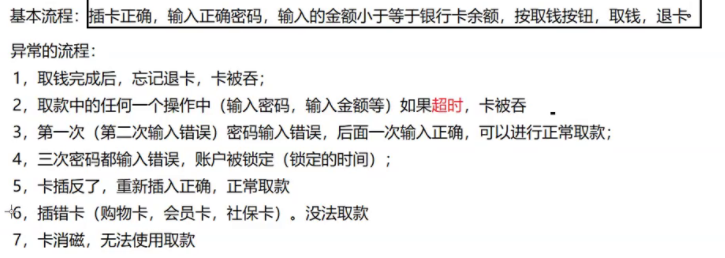 基本流程：插卡正确，输入正确密码，输入的金额小于等于银行卡余额，按取钱按钮，取钱，退卡。
异常的流程：
1，取钱完成后，忘记退卡，卡被吞；
2，取款中的任何一个操作中（输入密码，输入金额等）如果超时，卡被吞
3，第一次（第二次输入错误）密码输入错误，后面一次输入正确，可以进行正常取款；
4，三次密码都输入错误，账户被锁定（锁定的时间）；
5，卡插反了，重新插入正确，正常取款
6，插错卡（购物卡，会员卡，社保卡）。没法取款
7，卡消磁，无法使用取款